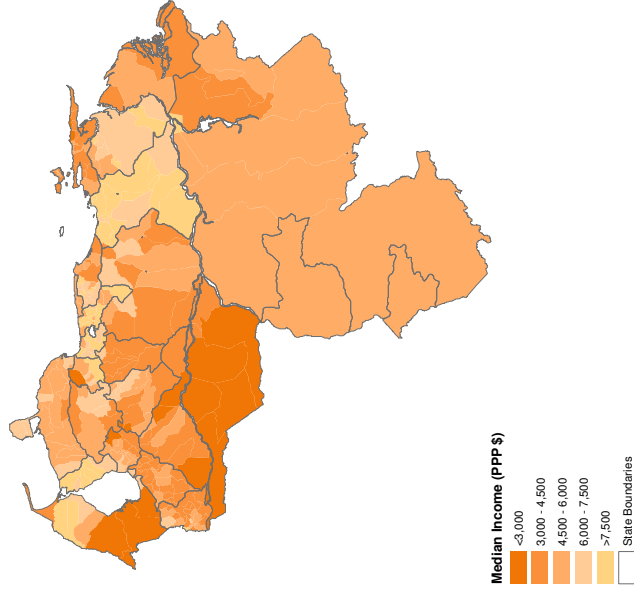 Median Income (PPP $)
<3,000
3,000 - 4,500
4,500 - 6,000
6,000 - 7,500
>7,500
State Boundaries